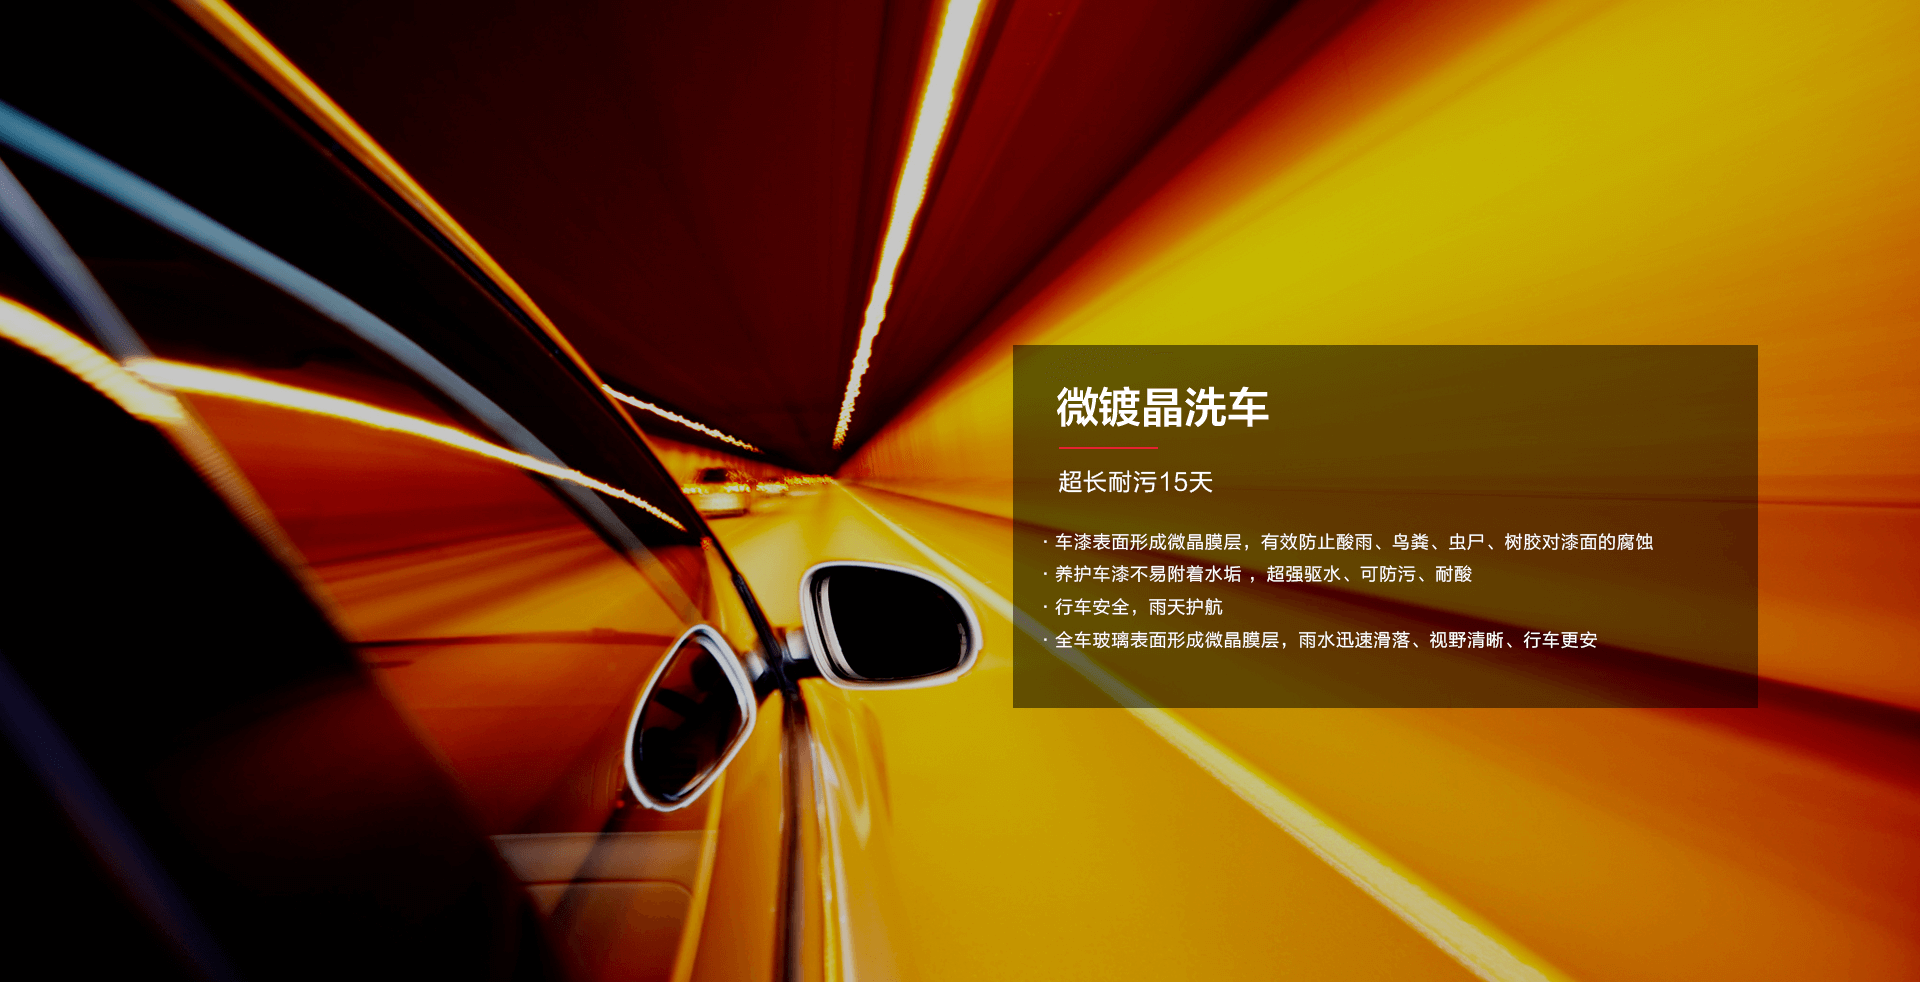 微镀晶洗车
超长耐污15天
· 车漆表面形成微晶膜层，有效防止酸雨、鸟粪、虫尸、树胶对漆面的腐蚀
· 养护车漆不易附着水垢 ，超强驱水、可防污、耐酸
· 行车安全，雨天护航
· 全车玻璃表面形成微晶膜层，雨水迅速滑落、视野清晰、行车更安